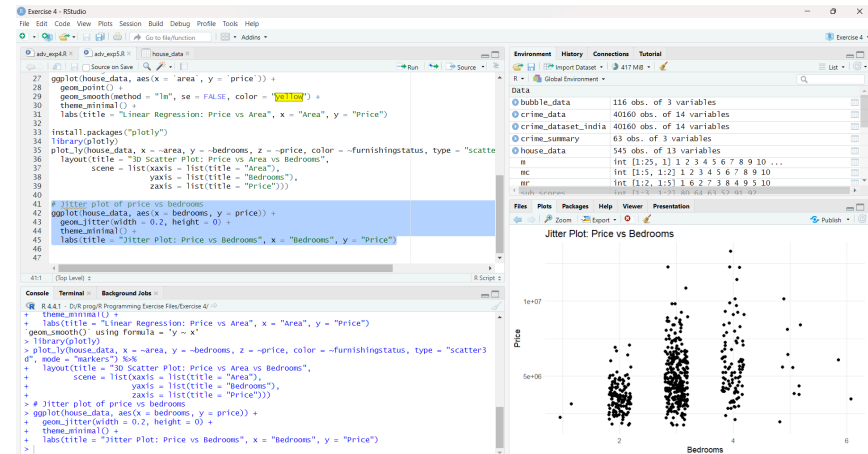 Exercise 4 - RStudio
File Edit Code View Plots Session Build Debug Profile Tools Help
Go to file/function Addins Exercise 4
adv_exp4.R × adv_exp5.R × house_data ×
Source on Save Run Source
27 ggplot(house_data, aes(x = `area`, y = `price`)) +
28 geom_point() +
29 geom_smooth(method = "lm", se = FALSE, color = "yellow") +
30 theme_minimal() +
31 labs(title = "Linear Regression: Price vs Area", x = "Area", y = "Price")
32
33 install.packages("plotly")
34 library(plotly)
35 plot_ly(house_data, x = ~area, y = ~bedrooms, z = ~price, color = ~furnishingstatus, type = "scatte
36 layout(title = "3D Scatter Plot: Price vs Area vs Bedrooms",
37 scene = list(xaxis = list(title = "Area"),
38 yaxis = list(title = "Bedrooms"),
39 zaxis = list(title = "Price")))
40
41 # Jitter plot of price vs bedrooms
42 ggplot(house_data, aes(x = bedrooms, y = price)) +
43 geom_jitter(width = 0.2, height = 0) +
44 theme_minimal() +
45 labs(title = "Jitter Plot: Price vs Bedrooms", x = "Bedrooms", y = "Price")
46
47
41:1 (Top Level) R Script
Console Terminal × Background Jobs ×
R 4.4.1 · D:/R prog/R Programming Exercise Files/Exercise 4/
+ theme_minimal() +
+ labs(title = "Linear Regression: Price vs Area", x = "Area", y = "Price")
`geom_smooth()` using formula = 'y ~ x'
> library(plotly)
> plot_ly(house_data, x = ~area, y = ~bedrooms, z = ~price, color = ~furnishingstatus, type = "scatter3
d", mode = "markers") %>%
+ layout(title = "3D Scatter Plot: Price vs Area vs Bedrooms",
+ scene = list(xaxis = list(title = "Area"),
+ yaxis = list(title = "Bedrooms"),
+ zaxis = list(title = "Price")))
> # Jitter plot of price vs bedrooms
> ggplot(house_data, aes(x = bedrooms, y = price)) +
+ geom_jitter(width = 0.2, height = 0) +
+ theme_minimal() +
+ labs(title = "Jitter Plot: Price vs Bedrooms", x = "Bedrooms", y = "Price")
>
Environment History Connections Tutorial
Import Dataset 417 MiB List
R Global Environment
Data
bubble_data 116 obs. of 3 variables
crime_data 40160 obs. of 14 variables
crime_dataset_india 40160 obs. of 14 variables
crime_summary 63 obs. of 3 variables
house_data 545 obs. of 13 variables
m int [1:25, 1] 1 2 3 4 5 6 7 8 9 10 ...
mc int [1:5, 1:2] 1 2 3 4 5 6 7 8 9 10
mr int [1:2, 1:5] 1 6 2 7 3 8 4 9 5 10
sub_scores int [1:3, 1:2] 80 64 63 52 91 92
Files Plots Packages Help Viewer Presentation
Zoom Export Publish
Jitter Plot: Price vs Bedrooms
1e+07
Price
5e+06
2 4 6
Bedrooms